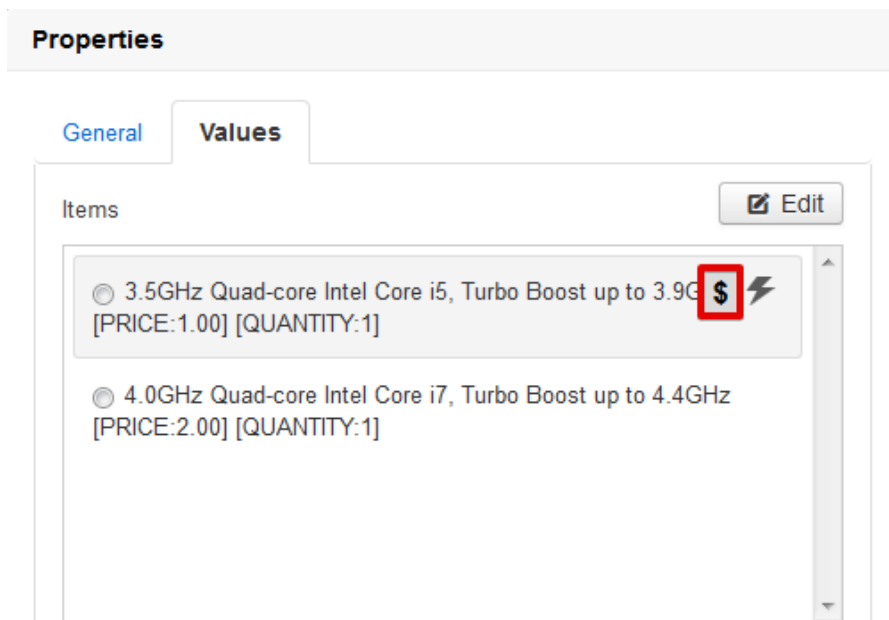 Properties
General Values
Items Edit
3.5GHz Quad-core Intel Core i5, Turbo Boost up to 3.9G $
[PRICE:1.00] [QUANTITY:1]
4.0GHz Quad-core Intel Core i7, Turbo Boost up to 4.4GHz
[PRICE:2.00] [QUANTITY:1]